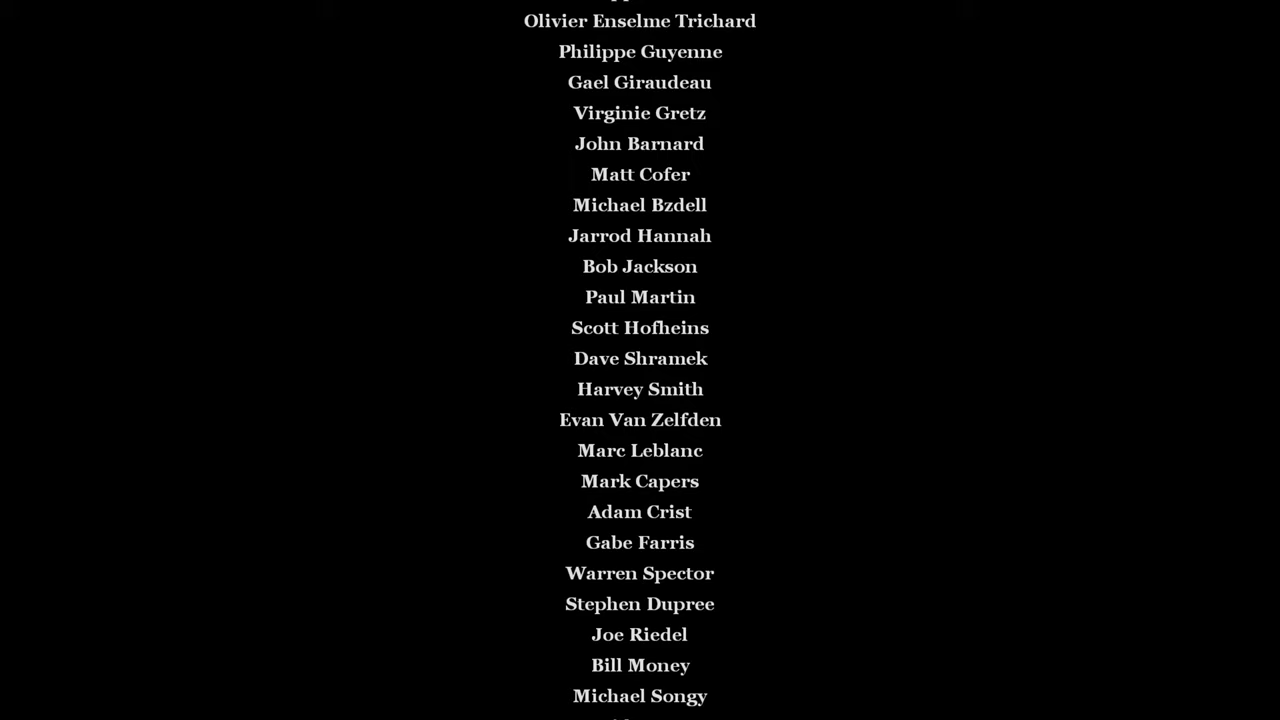 Olivier Enselme Trichard
Philippe Guyenne
Gael Giraudeau
Virginie Gretz
John Barnard
Matt Cofer
Michael Bzdell
Jarrod Hannah
Bob Jackson
Paul Martin
Scott Hofheins
Dave Shramek
Harvey Smith
Evan Van Zelfden
Marc Leblanc
Mark Capers
Adam Crist
Gabe Farris
Warren Spector
Stephen Dupree
Joe Riedel
Bill Money
Michael Songy